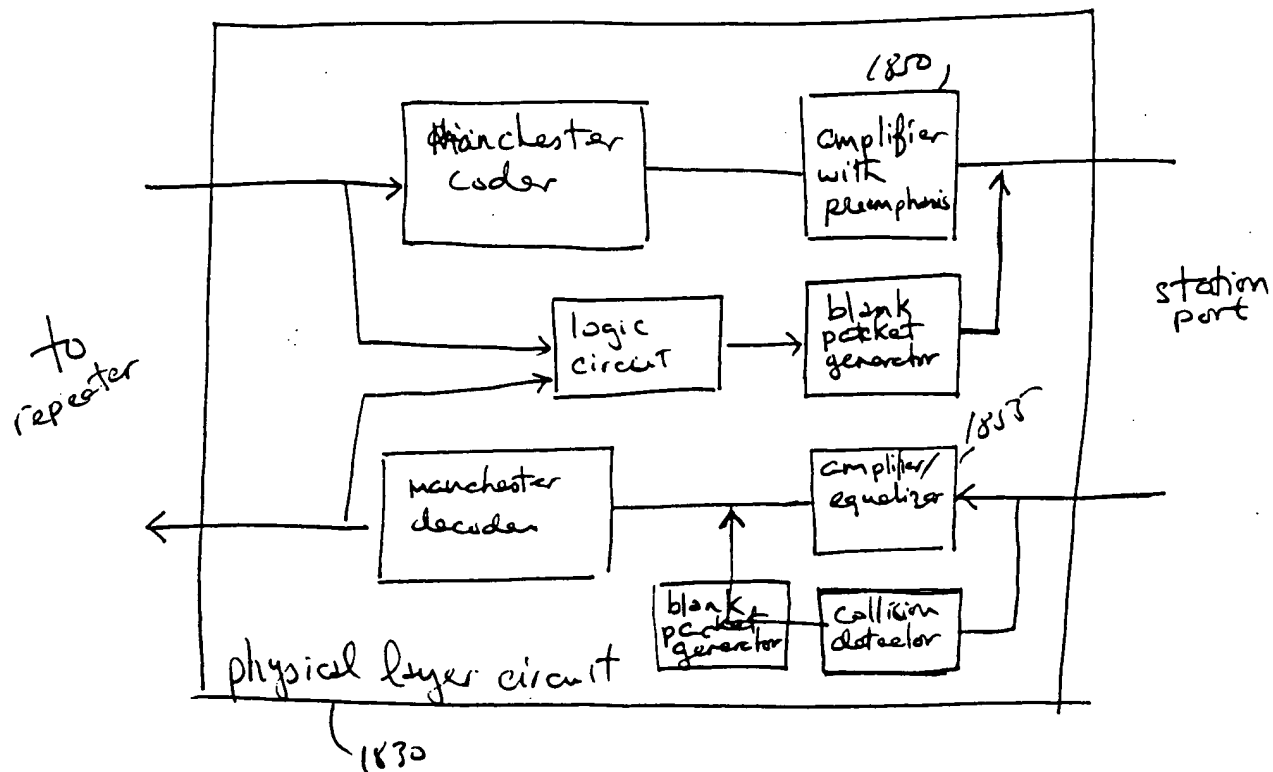 1850
Manchester
coder
amplifier
with
preemphasis
to
repeater
logic
circuit
blank
packet
generator
station
port
1855
manchester
decoder
amplifier/
equalizer
blank
packet
generator
collision
detector
physical layer circuit
1830